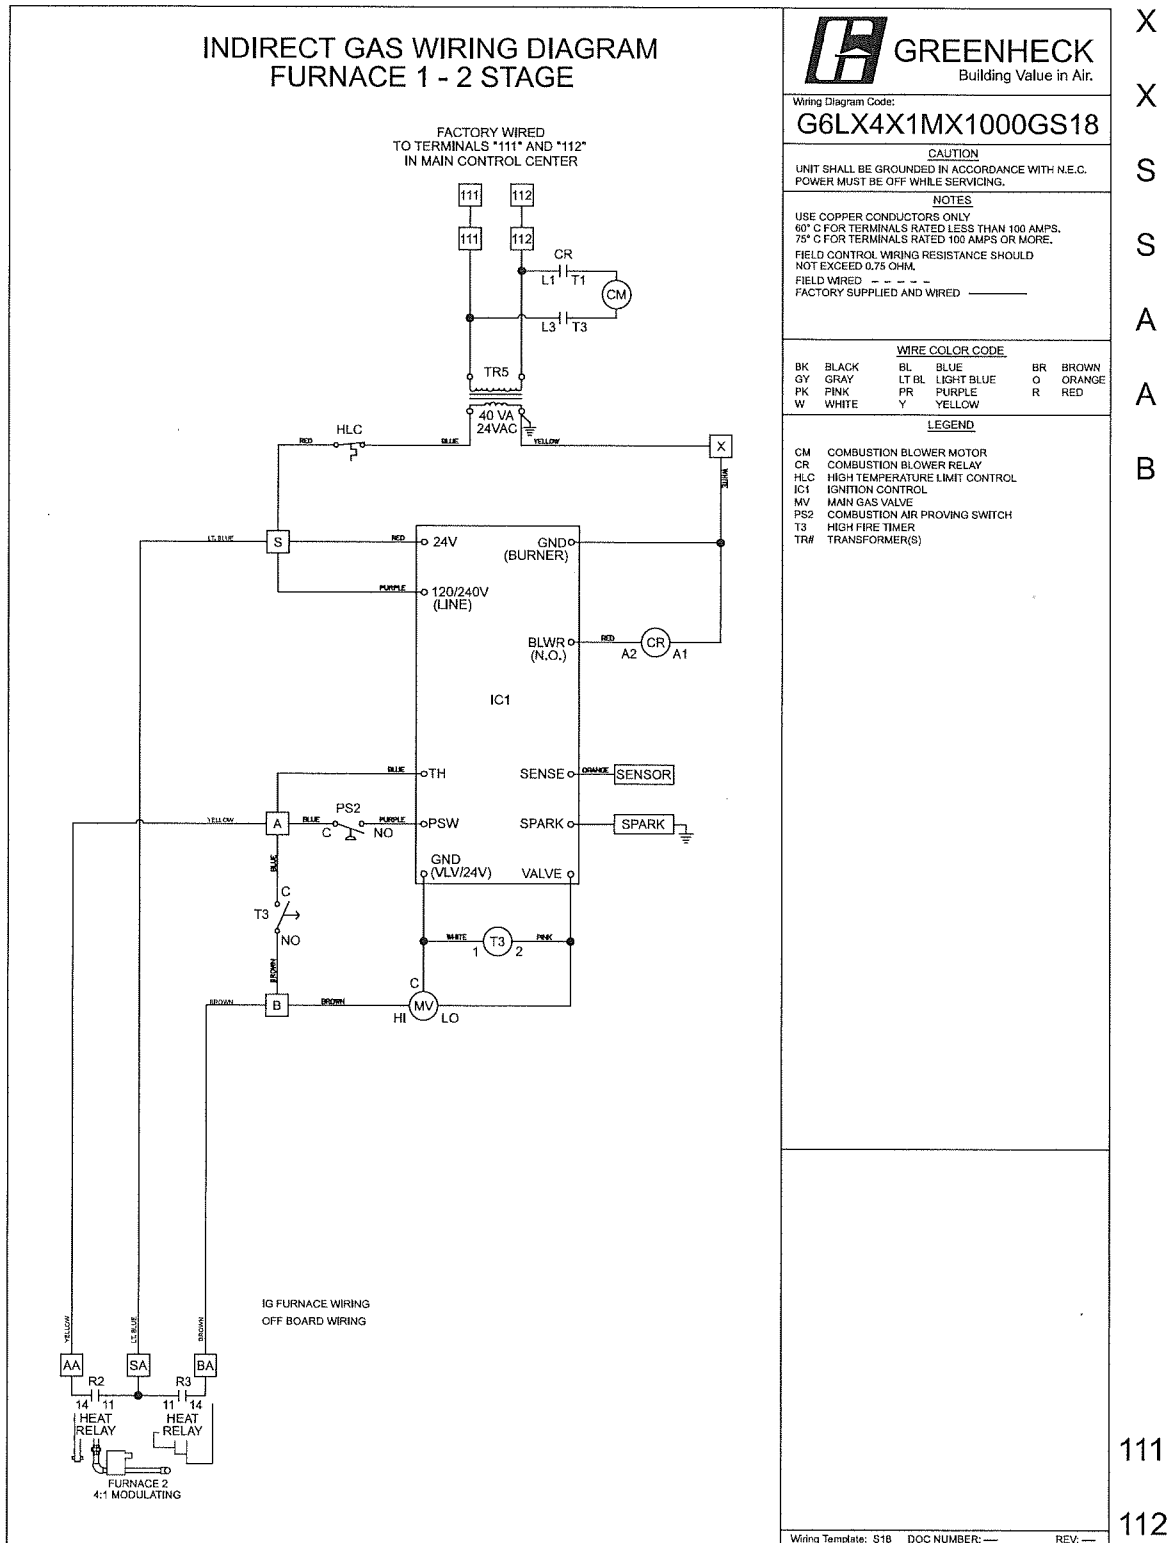 INDIRECT GAS WIRING DIAGRAM
FURNACE 1 - 2 STAGE
FACTORY WIRED
TO TERMINALS "111" AND "112"
IN MAIN CONTROL CENTER
111 112
111 112
CR
L1 T1
CM
L3 T3
TR5
40 VA
24VAC
HLC
RED
BLUE
YELLOW
X
WHITE
LT. BLUE
S
RED
24V
GND
(BURNER)
PURPLE
120/240V
(LINE)
BLWR
(N.O.)
RED
A2
CR
A1
IC1
BLUE
TH
SENSE
ORANGE
SENSOR
YELLOW
A
BLUE
PS2
C
NO
PURPLE
PSW
SPARK
SPARK
GND
(VLV/24V)
VALVE
BLUE
C
T3
NO
WHITE
1
T3
2
PINK
BROWN
BROWN
B
BROWN
C
MV
HI
LO
IG FURNACE WIRING
OFF BOARD WIRING
YELLOW
LT. BLUE
BROWN
AA
SA
BA
R2
R3
14 11
11 14
HEAT
RELAY
HEAT
RELAY
FURNACE 2
4:1 MODULATING
GREENHECK
Building Value in Air.
Wiring Diagram Code:
G6LX4X1MX1000GS18
CAUTION
UNIT SHALL BE GROUNDED IN ACCORDANCE WITH N.E.C.
POWER MUST BE OFF WHILE SERVICING.
NOTES
USE COPPER CONDUCTORS ONLY
60° C FOR TERMINALS RATED LESS THAN 100 AMPS.
75° C FOR TERMINALS RATED 100 AMPS OR MORE.
FIELD CONTROL WIRING RESISTANCE SHOULD
NOT EXCEED 0.75 OHM.
FIELD WIRED - - - - -
FACTORY SUPPLIED AND WIRED ———
WIRE COLOR CODE
BK BLACK BL BLUE BR BROWN
GY GRAY LT BL LIGHT BLUE O ORANGE
PK PINK PR PURPLE R RED
W WHITE Y YELLOW
LEGEND
CM COMBUSTION BLOWER MOTOR
CR COMBUSTION BLOWER RELAY
HLC HIGH TEMPERATURE LIMIT CONTROL
IC1 IGNITION CONTROL
MV MAIN GAS VALVE
PS2 COMBUSTION AIR PROVING SWITCH
T3 HIGH FIRE TIMER
TR# TRANSFORMER(S)
Wiring Template: S18 DOC NUMBER: — REV: —
X
X
S
S
A
A
B
111
112